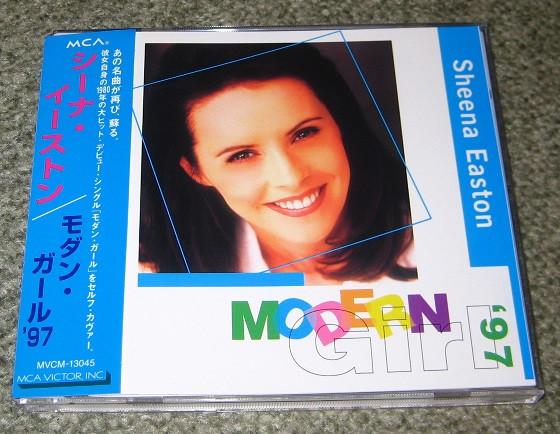 MCA®
あの名曲が再び、蘇る。
彼女自身の1980年の大ヒット・デビュー・シングル「モダン・ガール」をセルフ・カヴァー。
シーナ・
イーストン/
モダン・
ガール'97
MVCM-13045
MCA VICTOR, INC.
Sheena Easton
MODERN
Girl
'97